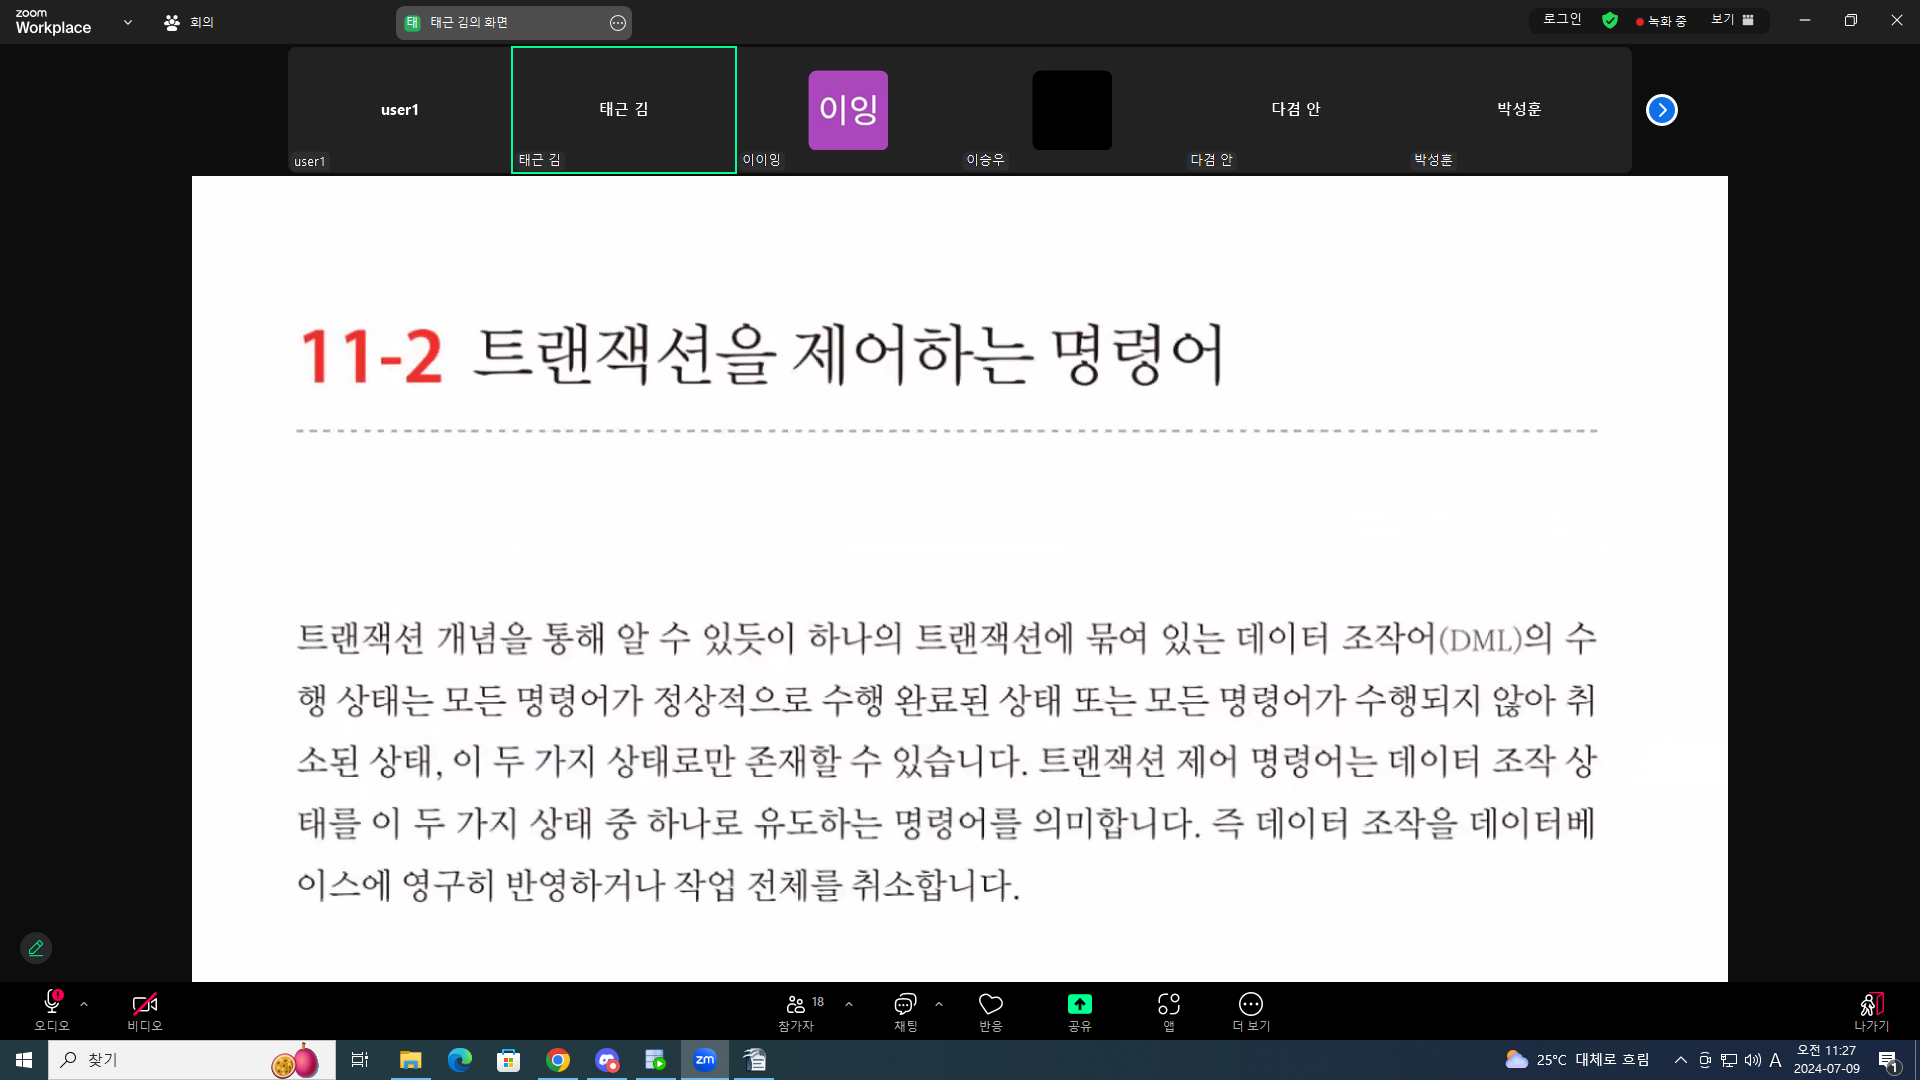 zoom
Workplace
회의
태 태근 김의 화면
로그인
녹화 중
보기
user1
태근 김
이잉
다겸 안
박성훈
user1
태근 김
이이잉
이승우
다겸 안
박성훈
11-2 트랜잭션을 제어하는 명령어
트랜잭션 개념을 통해 알 수 있듯이 하나의 트랜잭션에 묶여 있는 데이터 조작어(DML)의 수
행 상태는 모든 명령어가 정상적으로 수행 완료된 상태 또는 모든 명령어가 수행되지 않아 취
소된 상태, 이 두 가지 상태로만 존재할 수 있습니다. 트랜잭션 제어 명령어는 데이터 조작 상
태를 이 두 가지 상태 중 하나로 유도하는 명령어를 의미합니다. 즉 데이터 조작을 데이터베
이스에 영구히 반영하거나 작업 전체를 취소합니다.
오디오
비디오
18
참가자
채팅
반응
공유
앱
더 보기
나가기
찾기
zm
25°C 대체로 흐림
A
오전 11:27
2024-07-09
1